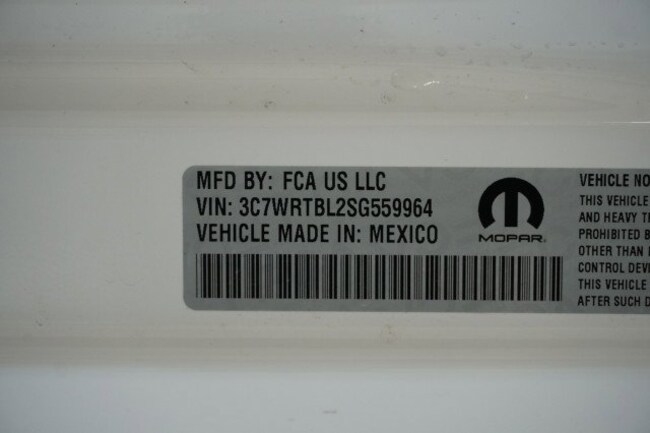 MFD BY: FCA US LLC
VIN: 3C7WRTBL2SG559964
VEHICLE MADE IN: MEXICO
MOPAR
VEHICLE NO
THIS VEHICLE
AND HEAVY
PROHIBITED
OTHER THAN
CONTROL
THIS VEHICLE
AFTER SUCH